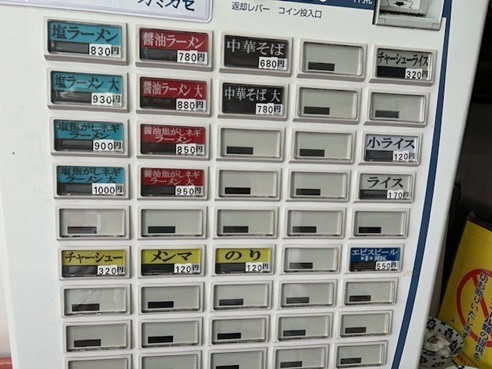 返却レバー コイン投入口
塩ラーメン
830円
醤油ラーメン
780円
中華そば
680円
チャーシューライス
320円
塩ラーメン 大
930円
醤油ラーメン 大
880円
中華そば 大
780円
塩焦がしネギ
ラーメン
900円
醤油焦がしネギ
ラーメン
850円
小ライス
120円
塩焦がしネギ
ラーメン 大
1000円
醤油焦がしネギ
ラーメン 大
950円
ライス
170円
チャーシュー
320円
メンマ
120円
のり
120円
ヱビスビール
550円